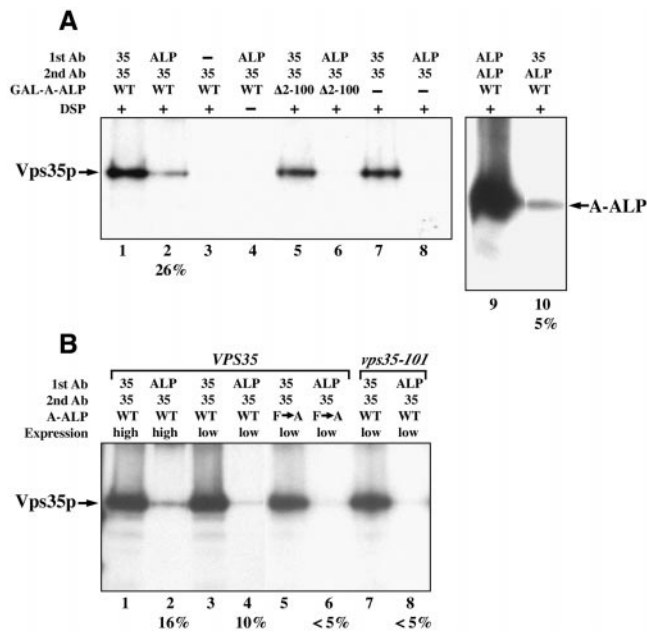 A
1st Ab 35 ALP – ALP 35 ALP 35 ALP ALP 35
2nd Ab 35 35 35 35 35 35 35 35 ALP ALP
GAL-A-ALP WT WT WT WT Δ2-100 Δ2-100 – – WT WT
DSP + + + – + + + + + +
Vps35p
A-ALP
1 2 3 4 5 6 7 8 9 10
26% 5%
B
VPS35 vps35-101
1st Ab 35 ALP 35 ALP 35 ALP 35 ALP
2nd Ab 35 35 35 35 35 35 35 35
A-ALP WT WT WT WT F→A F→A WT WT
Expression high high low low low low low low
Vps35p
1 2 3 4 5 6 7 8
16% 10% < 5% < 5%